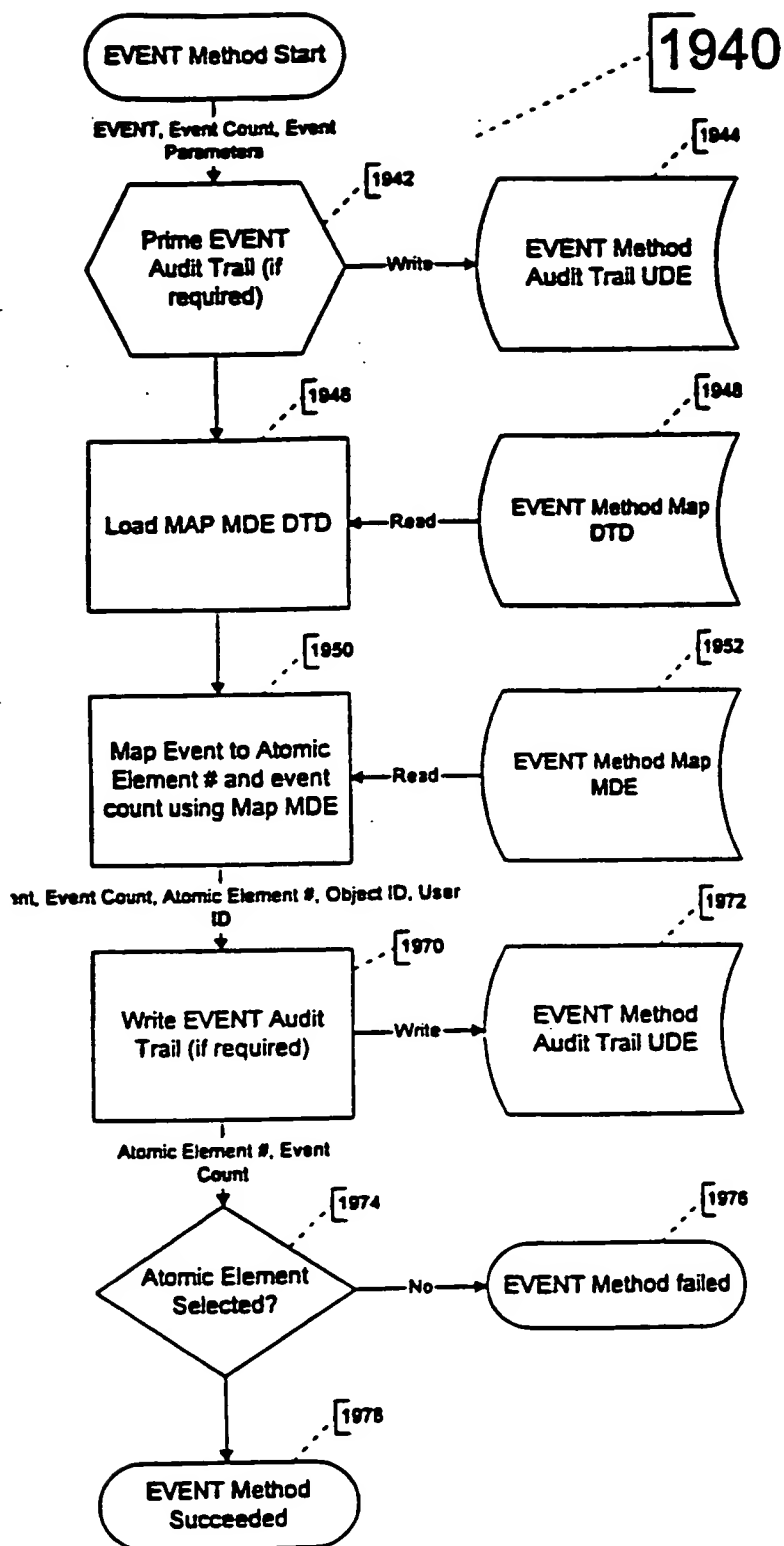 EVENT Method Start
1940
EVENT, Event Count, Event
Parameters
1942
1944
Prime EVENT
Audit Trail (if
required)
Write
EVENT Method
Audit Trail UDE
1946
1948
Load MAP MDE DTD
Read
EVENT Method Map
DTD
1950
1952
Map Event to Atomic
Element # and event
count using Map MDE
Read
EVENT Method Map
MDE
Event Count, Atomic Element #, Object ID, User
ID
1970
1972
Write EVENT Audit
Trail (if required)
Write
EVENT Method
Audit Trail UDE
Atomic Element #, Event
Count
1974
1976
Atomic Element
Selected?
No
EVENT Method failed
1978
EVENT Method
Succeeded